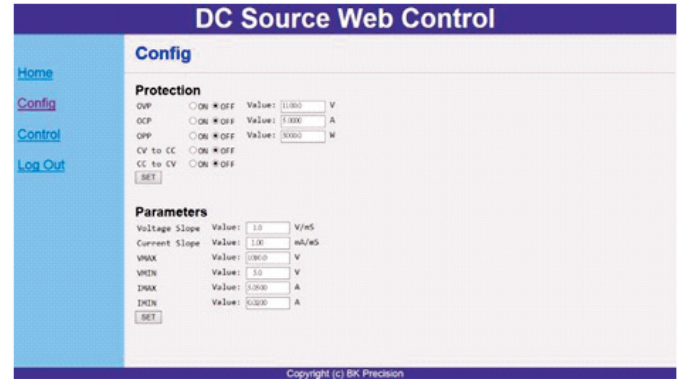 DC Source Web Control
Home
Config
Control
Log Out
Config
Protection
OVP ON OFF Value: V
OCP ON OFF Value: A
OPP ON OFF Value: W
CV to CC ON OFF
CC to CV ON OFF
SET
Parameters
Voltage Slope Value: 1.0 V/mS
Current Slope Value: 1.00 mA/mS
VMAX Value: V
VMIN Value: 5.0 V
IMAX Value: A
IMIN Value: A
SET
Copyright (c) BK Precision